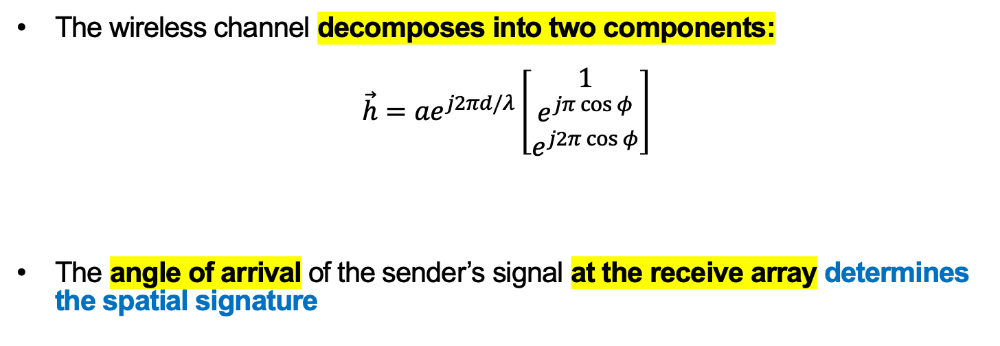 • The wireless channel decomposes into two components:
$\vec{h} = ae^{j2\pi d/\lambda} \begin{bmatrix} 1 \\ e^{j\pi \cos \phi} \\ e^{j2\pi \cos \phi} \end{bmatrix}$
• The angle of arrival of the sender’s signal at the receive array determines
the spatial signature